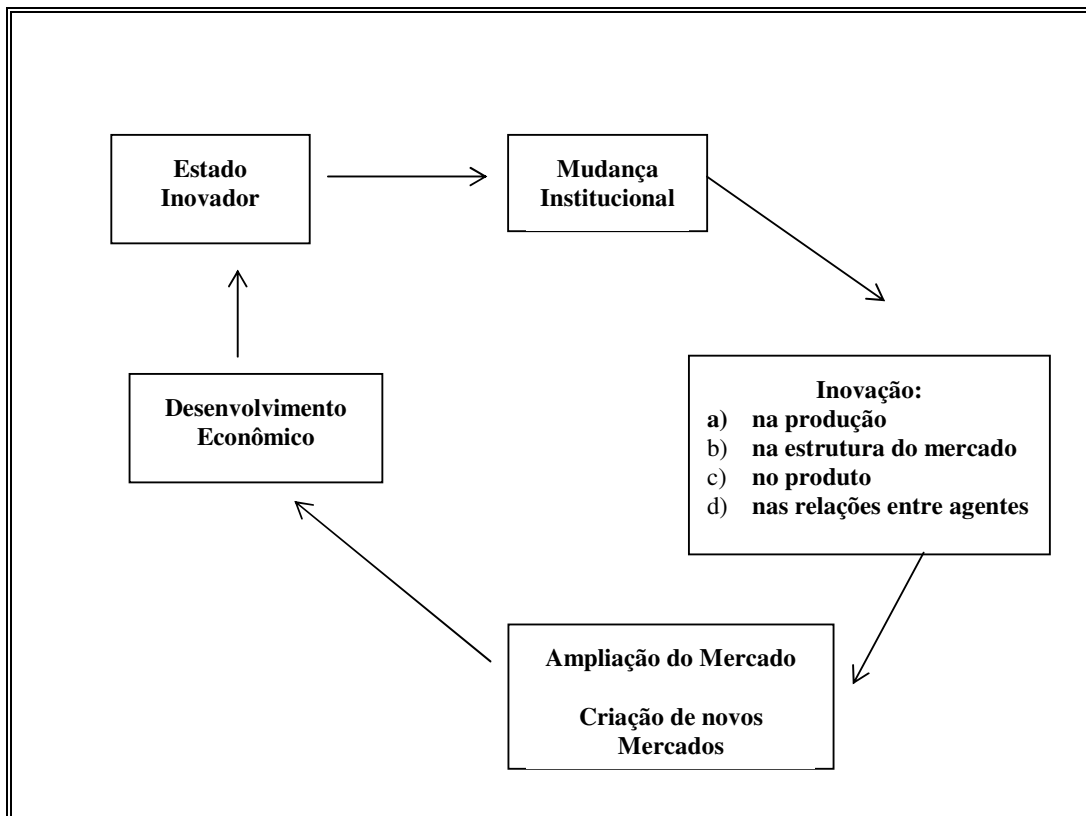 Estado
Inovador
Mudança
Institucional
Desenvolvimento
Econômico
Inovação:
a) na produção
b) na estrutura do mercado
c) no produto
d) nas relações entre agentes
Ampliação do Mercado
Criação de novos
Mercados